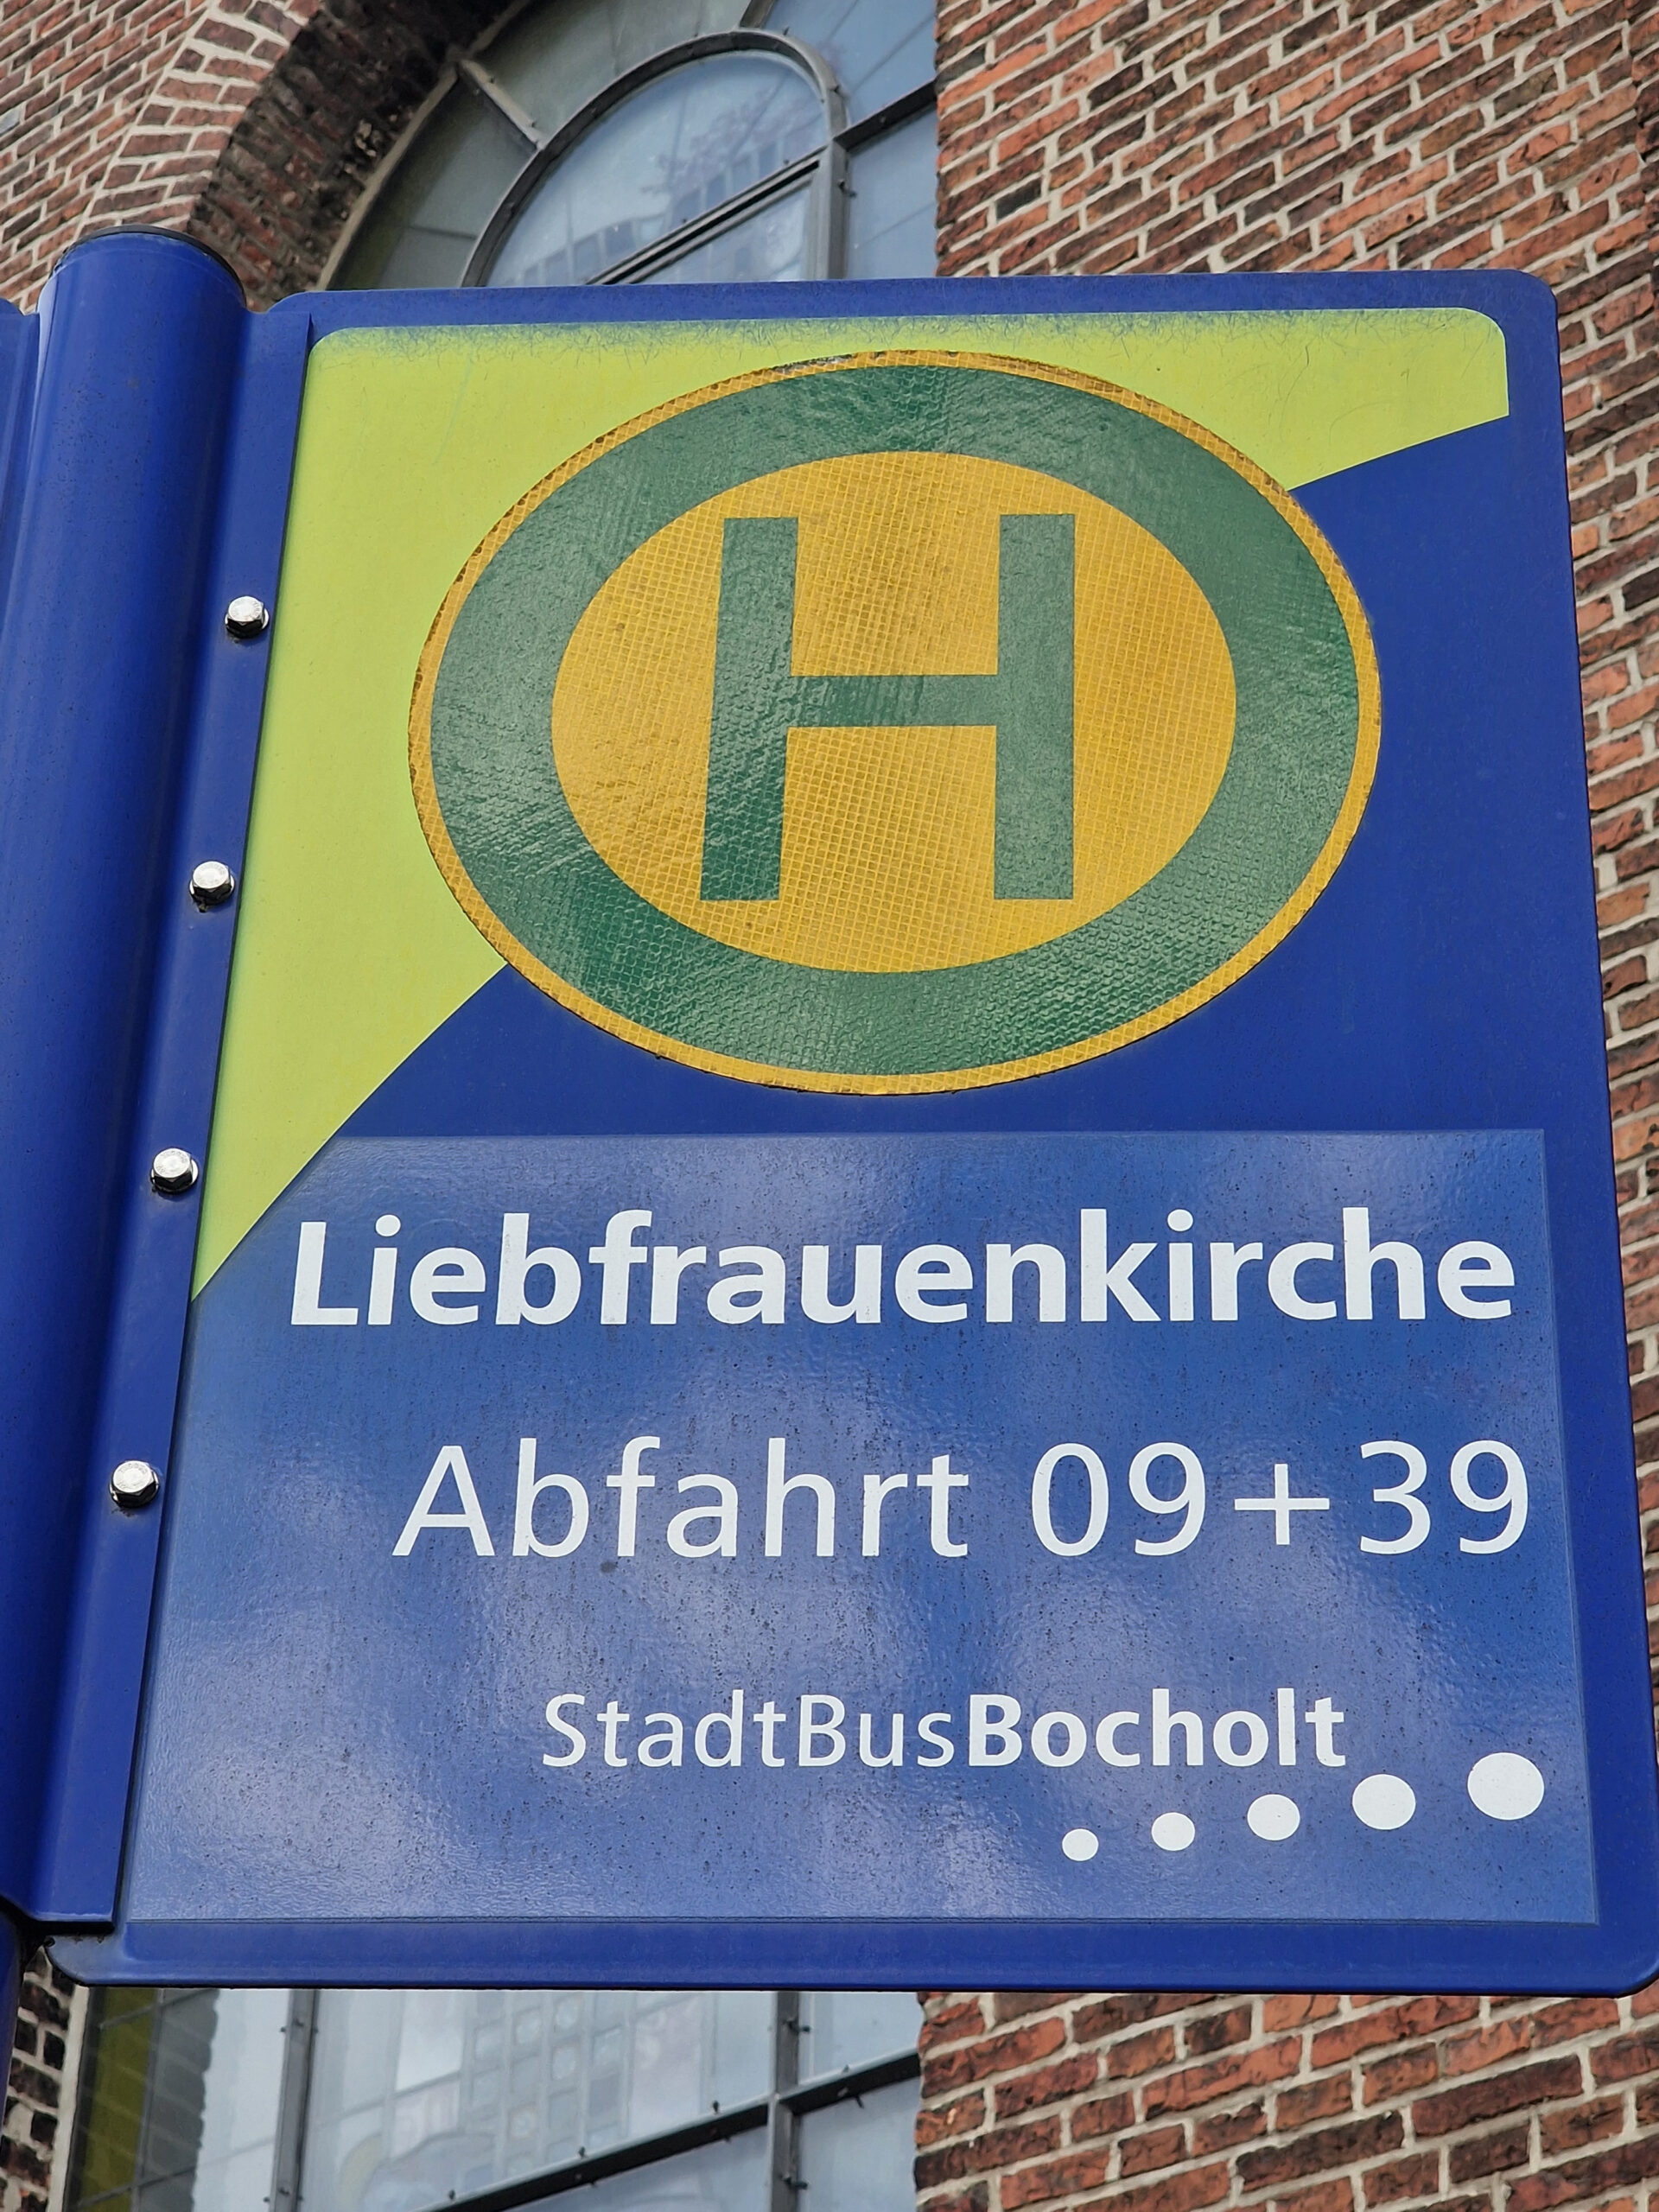 H
Liebfrauenkirche
Abfahrt 09+39
StadtBusBocholt